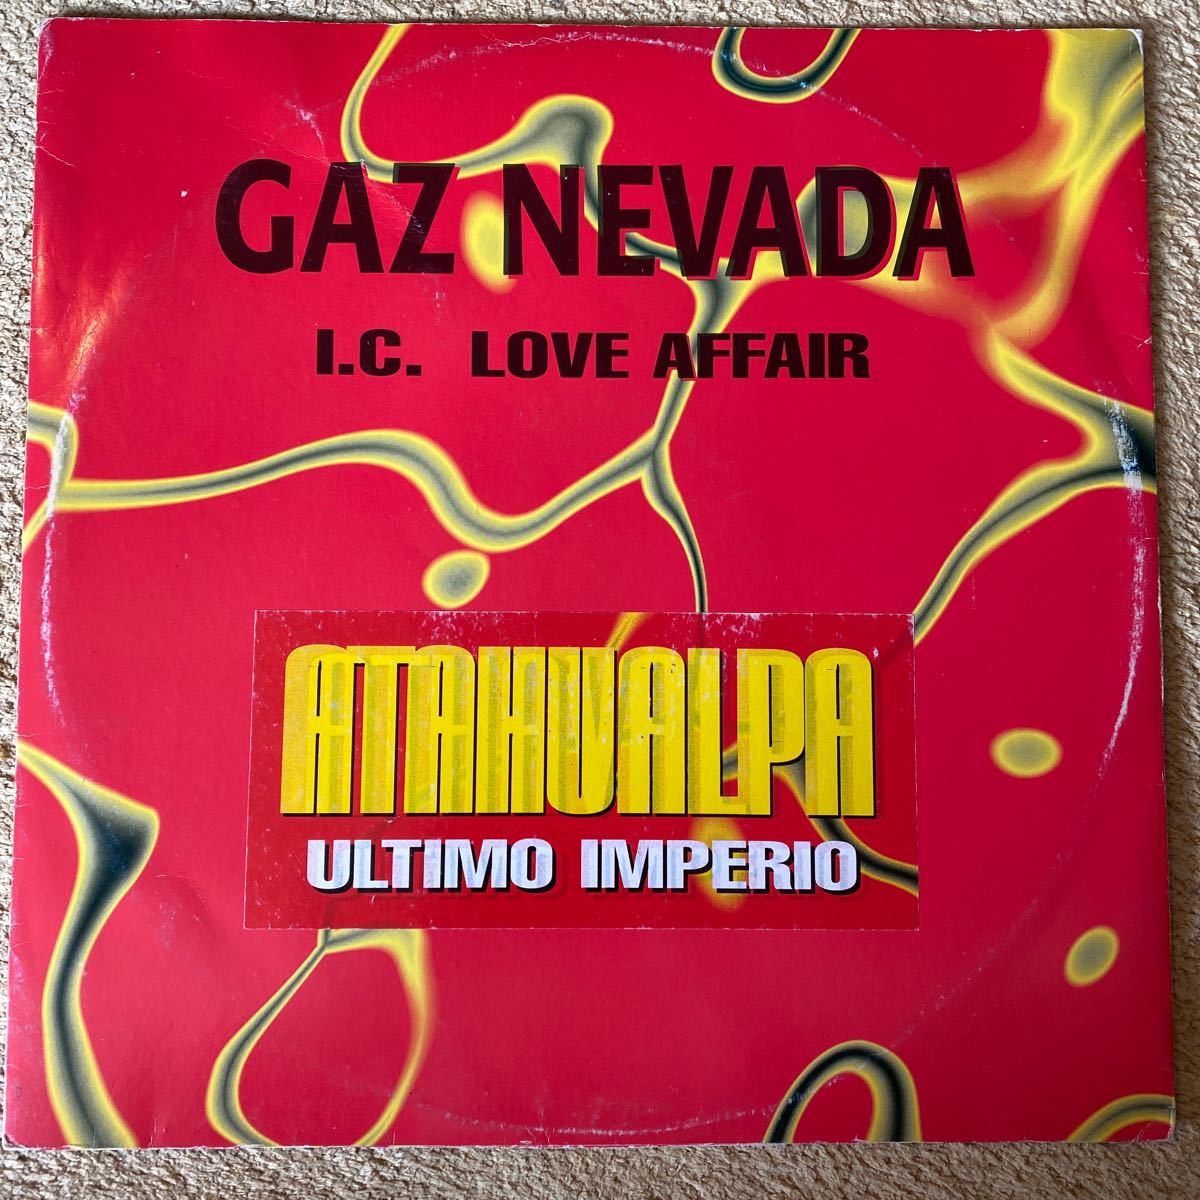 GAZ NEVADA
I.C. LOVE AFFAIR
ATAHUALPA
ULTIMO IMPERIO